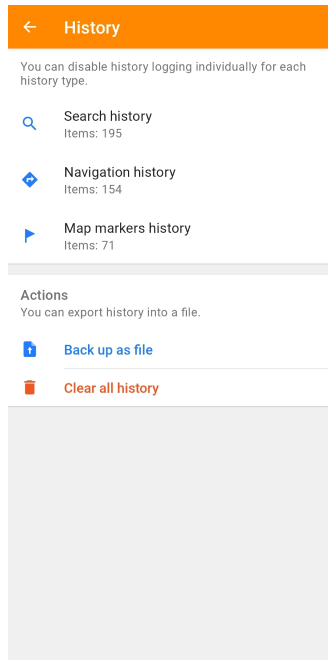 History
You can disable history logging individually for each
history type.
Search history
Items: 195
Navigation history
Items: 154
Map markers history
Items: 71
Actions
You can export history into a file.
Back up as file
Clear all history